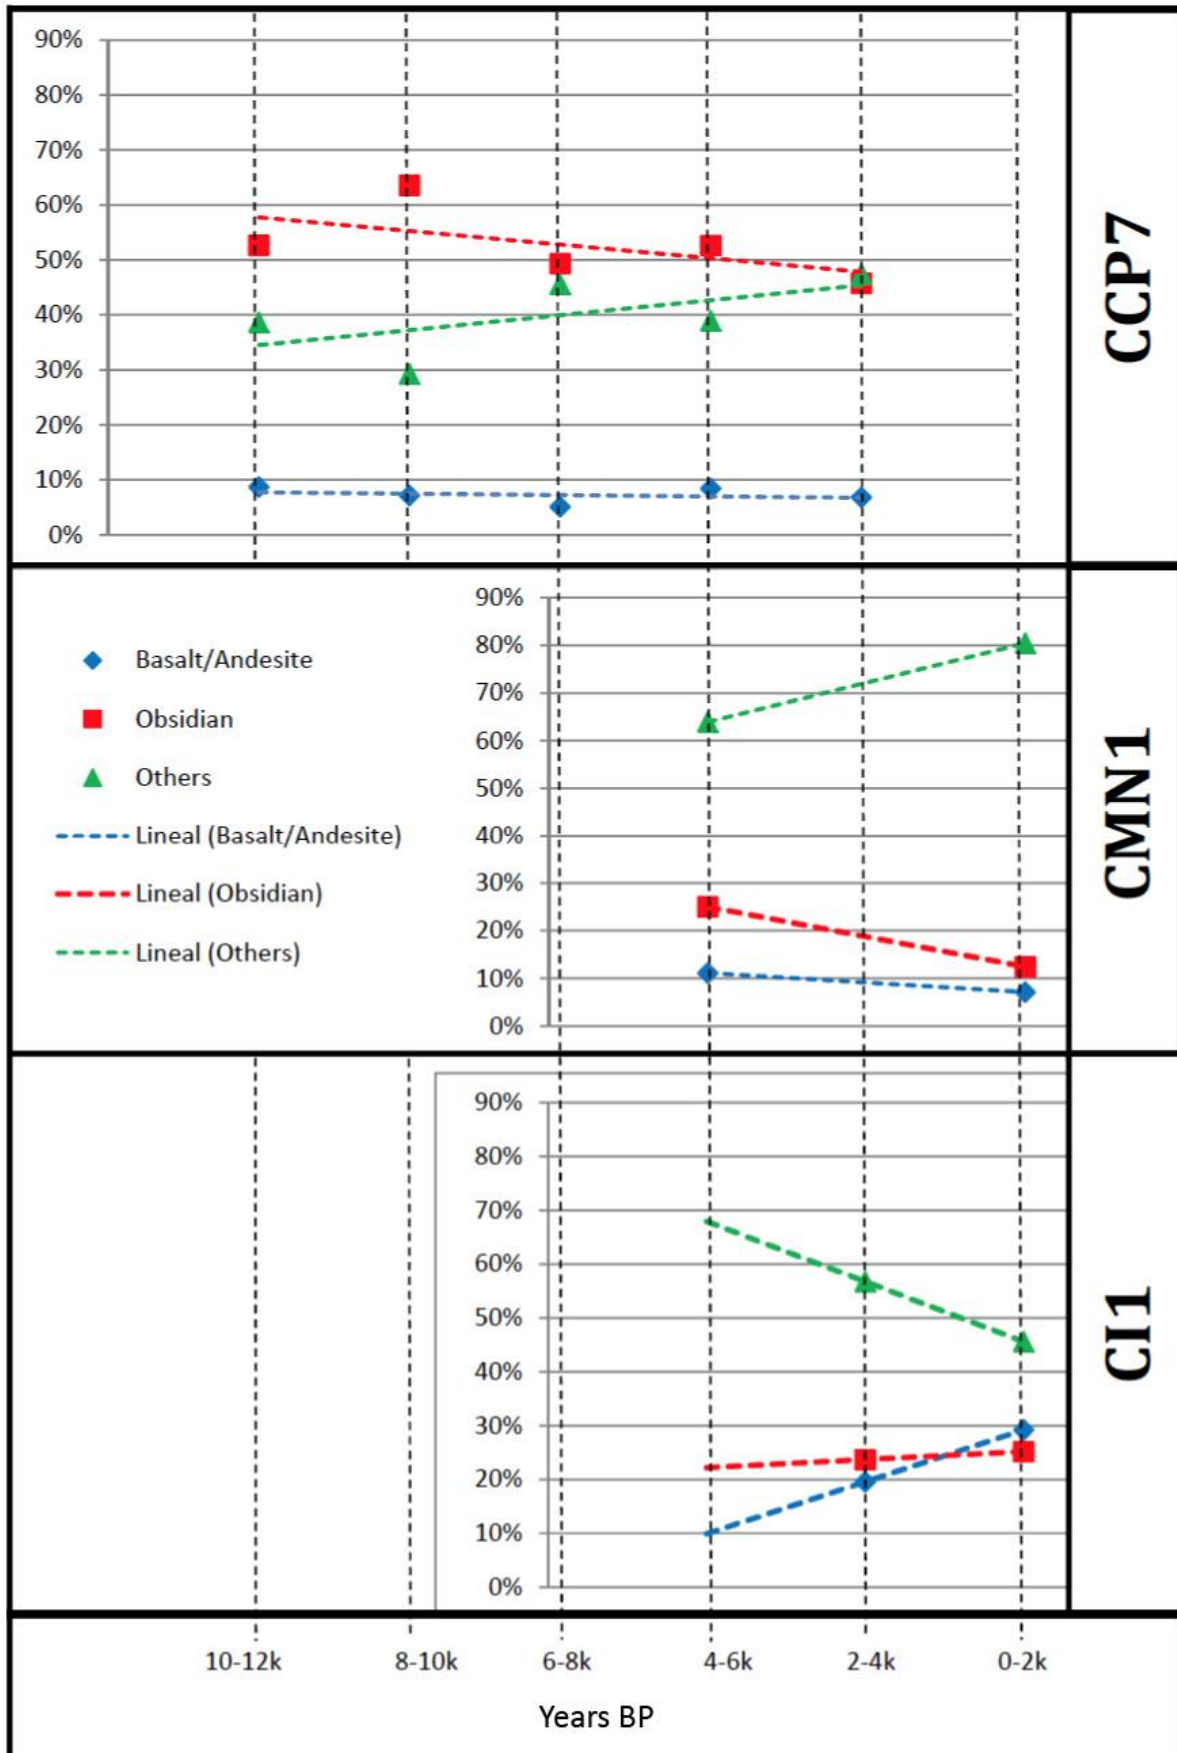 90%
80%
70%
60%
50%
40%
30%
20%
10%
0%
CCP7
Basalt/Andesite
Obsidian
Others
Lineal (Basalt/Andesite)
Lineal (Obsidian)
Lineal (Others)
90%
80%
70%
60%
50%
40%
30%
20%
10%
0%
CMN1
90%
80%
70%
60%
50%
40%
30%
20%
10%
0%
CI1
10-12k 8-10k 6-8k 4-6k 2-4k 0-2k
Years BP